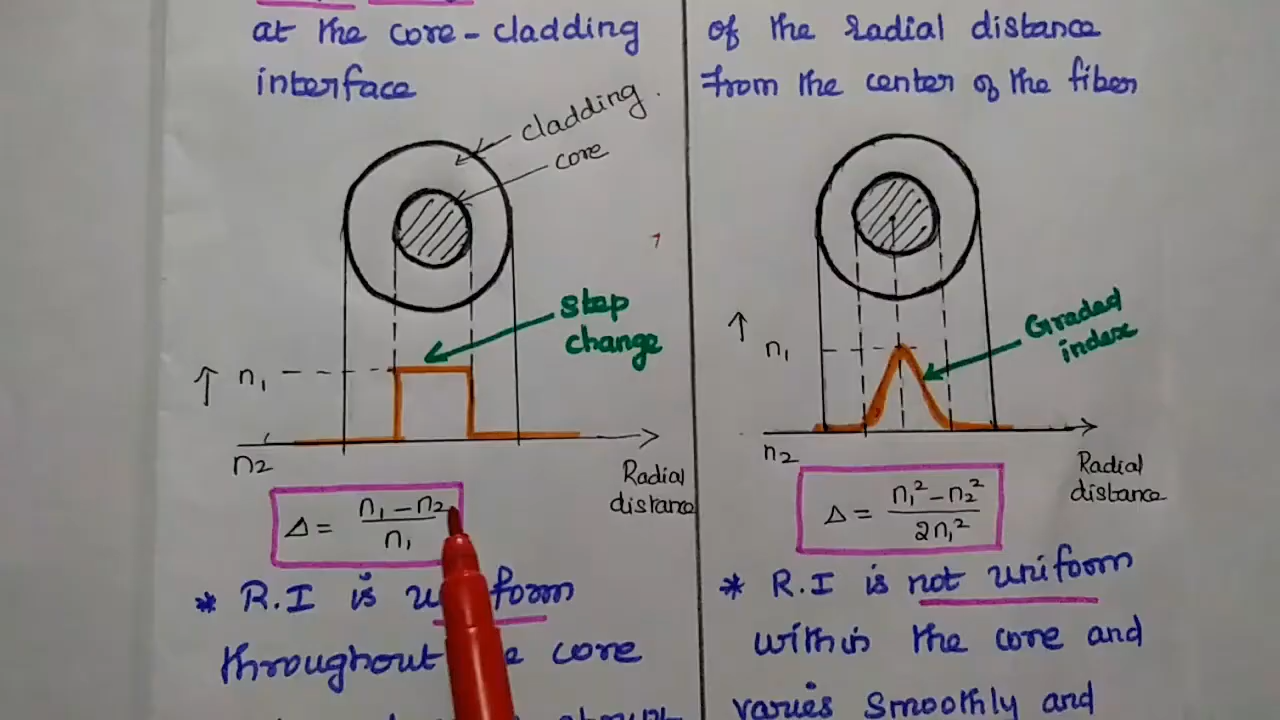 at the core-cladding
interface
cladding.
core
Step
change
↑ n₁
n₂
Radial
distance
Δ = (n₁ - n₂)/n₁
* R.I is
throughout
core
of the radial distance
from the center of the fiber
Graded
index
↑
n₁
n₂
Radial
distance
Δ = (n₁² - n₂²)/2n₁²
* R.I is not uniform
within the core and
varies smoothly and